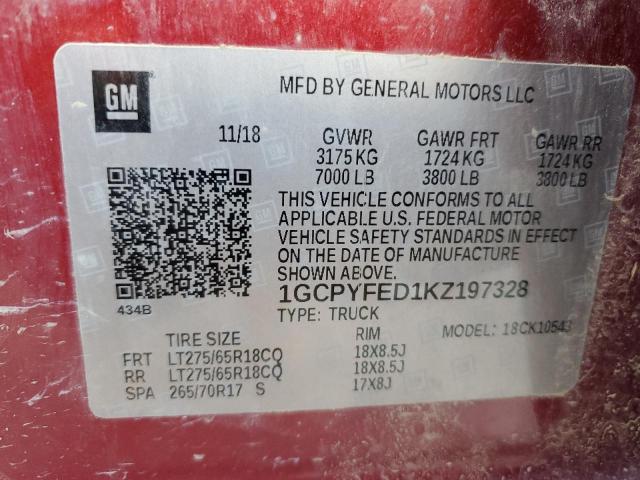 GM
MFD BY GENERAL MOTORS LLC
11/18 GVWR GAWR FRT GAWR RR
3175 KG 1724 KG 1724 KG
7000 LB 3800 LB 3800 LB
THIS VEHICLE CONFORMS TO ALL
APPLICABLE U.S. FEDERAL MOTOR
VEHICLE SAFETY STANDARDS IN EFFECT
ON THE DATE OF MANUFACTURE
SHOWN ABOVE.
434B
1GCPYFED1KZ197328
TYPE: TRUCK MODEL: 18CK10543
TIRE SIZE RIM
FRT LT275/65R18CQ 18X8.5J
RR LT275/65R18CQ 18X8.5J
SPA 265/70R17 S 17X8J